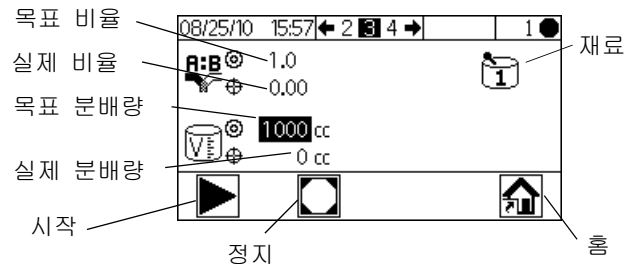 목표 비율
실제 비율
목표 분배량
실제 분배량
시작
정지
홈
재료
08/25/10 15:57 2 3 4 1
A:B 1.0
0.00
1
V 1000 cc
0 cc